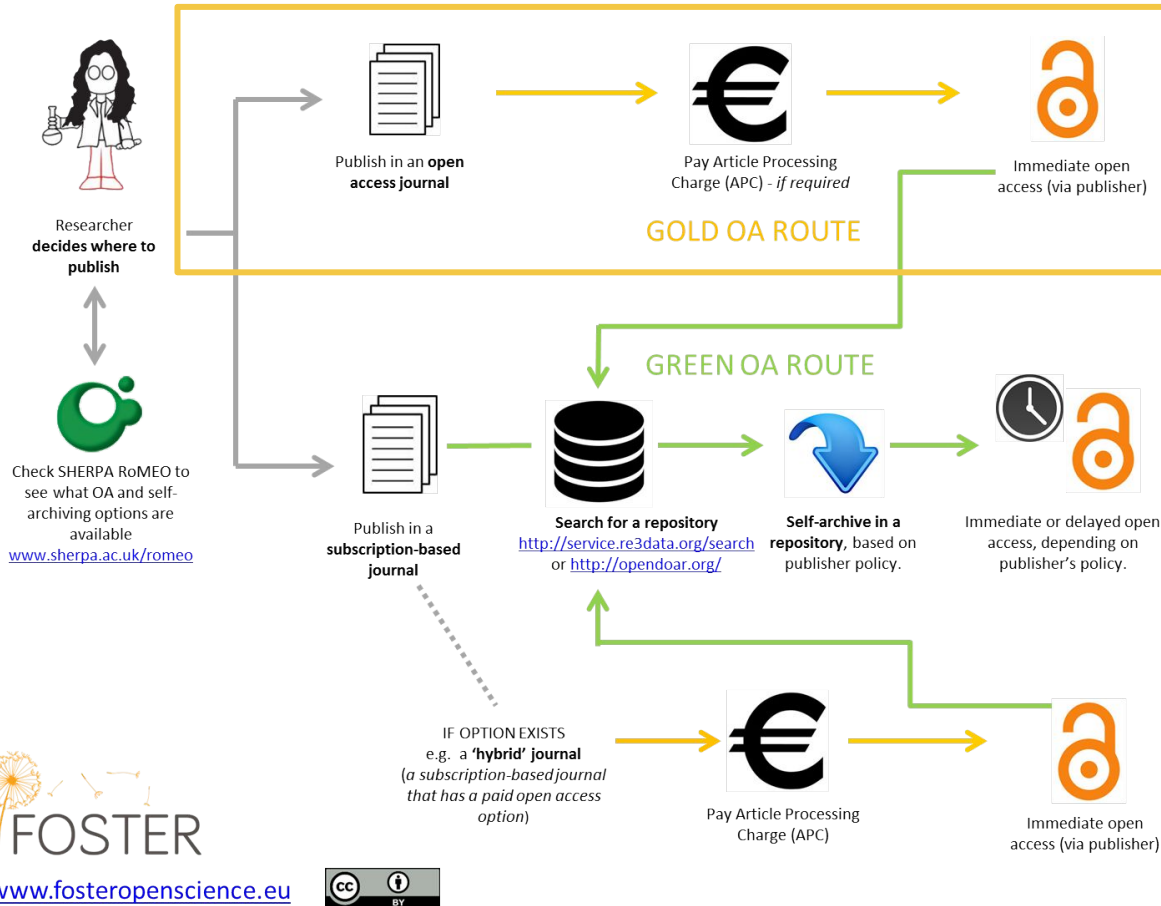 Researcher
decides where to
publish
Publish in an open
access journal
Pay Article Processing
Charge (APC) - if required
Immediate open
access (via publisher)
GOLD OA ROUTE
GREEN OA ROUTE
Check SHERPA RoMEO to
see what OA and self-
archiving options are
available
www.sherpa.ac.uk/romeo
Publish in a
subscription-based
journal
Search for a repository
http://service.re3data.org/search
or http://opendoar.org/
Self-archive in a
repository, based on
publisher policy.
Immediate or delayed open
access, depending on
publisher's policy.
IF OPTION EXISTS
e.g. a 'hybrid' journal
(a subscription-based journal
that has a paid open access
option)
Pay Article Processing
Charge (APC)
Immediate open
access (via publisher)
FOSTER
www.fosteropenscience.eu
cc
BY